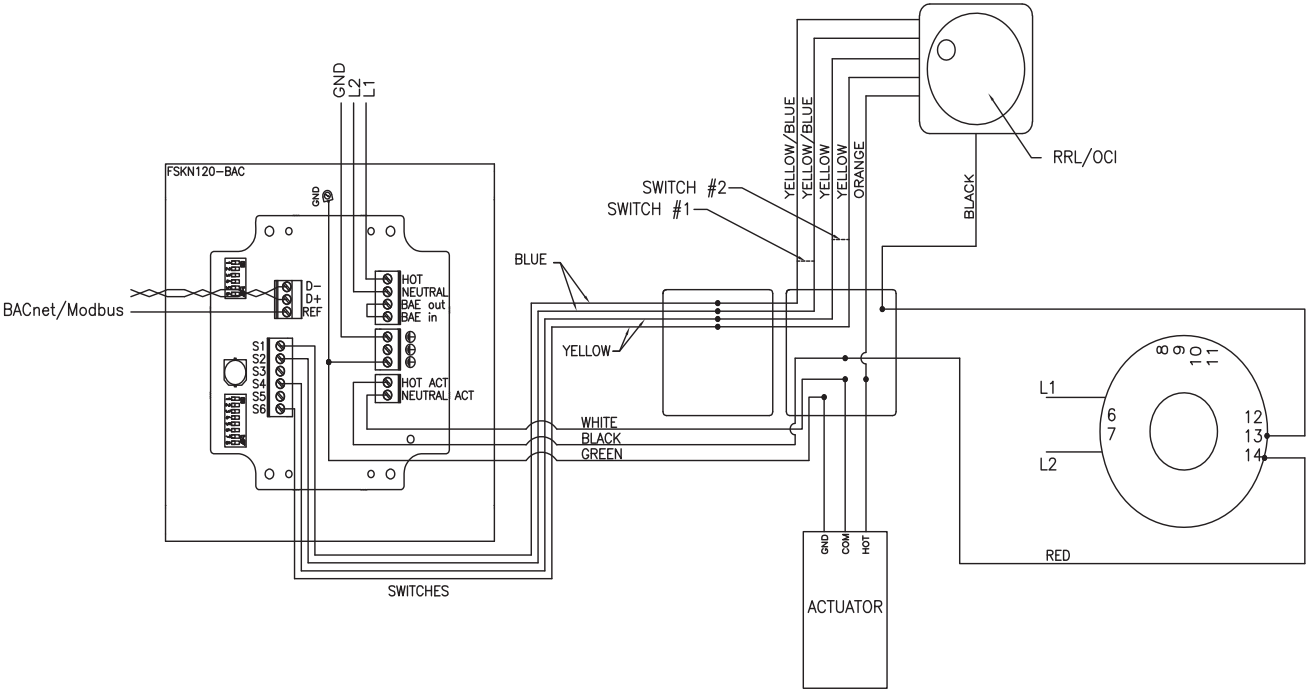 GND
L2
L1
FSKN120-BAC
GND
BACnet/Modbus
D-
D+
REF
HOT
NEUTRAL
BAE out
BAE in
S1
S2
S3
S4
S5
S6
HOT ACT
NEUTRAL ACT
WHITE
BLACK
GREEN
SWITCHES
BLUE
YELLOW
SWITCH #2
SWITCH #1
YELLOW/BLUE
YELLOW/BLUE
YELLOW
YELLOW
ORANGE
BLACK
RRL/OCI
GND
COM
HOT
ACTUATOR
L1
L2
6
7
8
9
10
11
12
13
14
RED